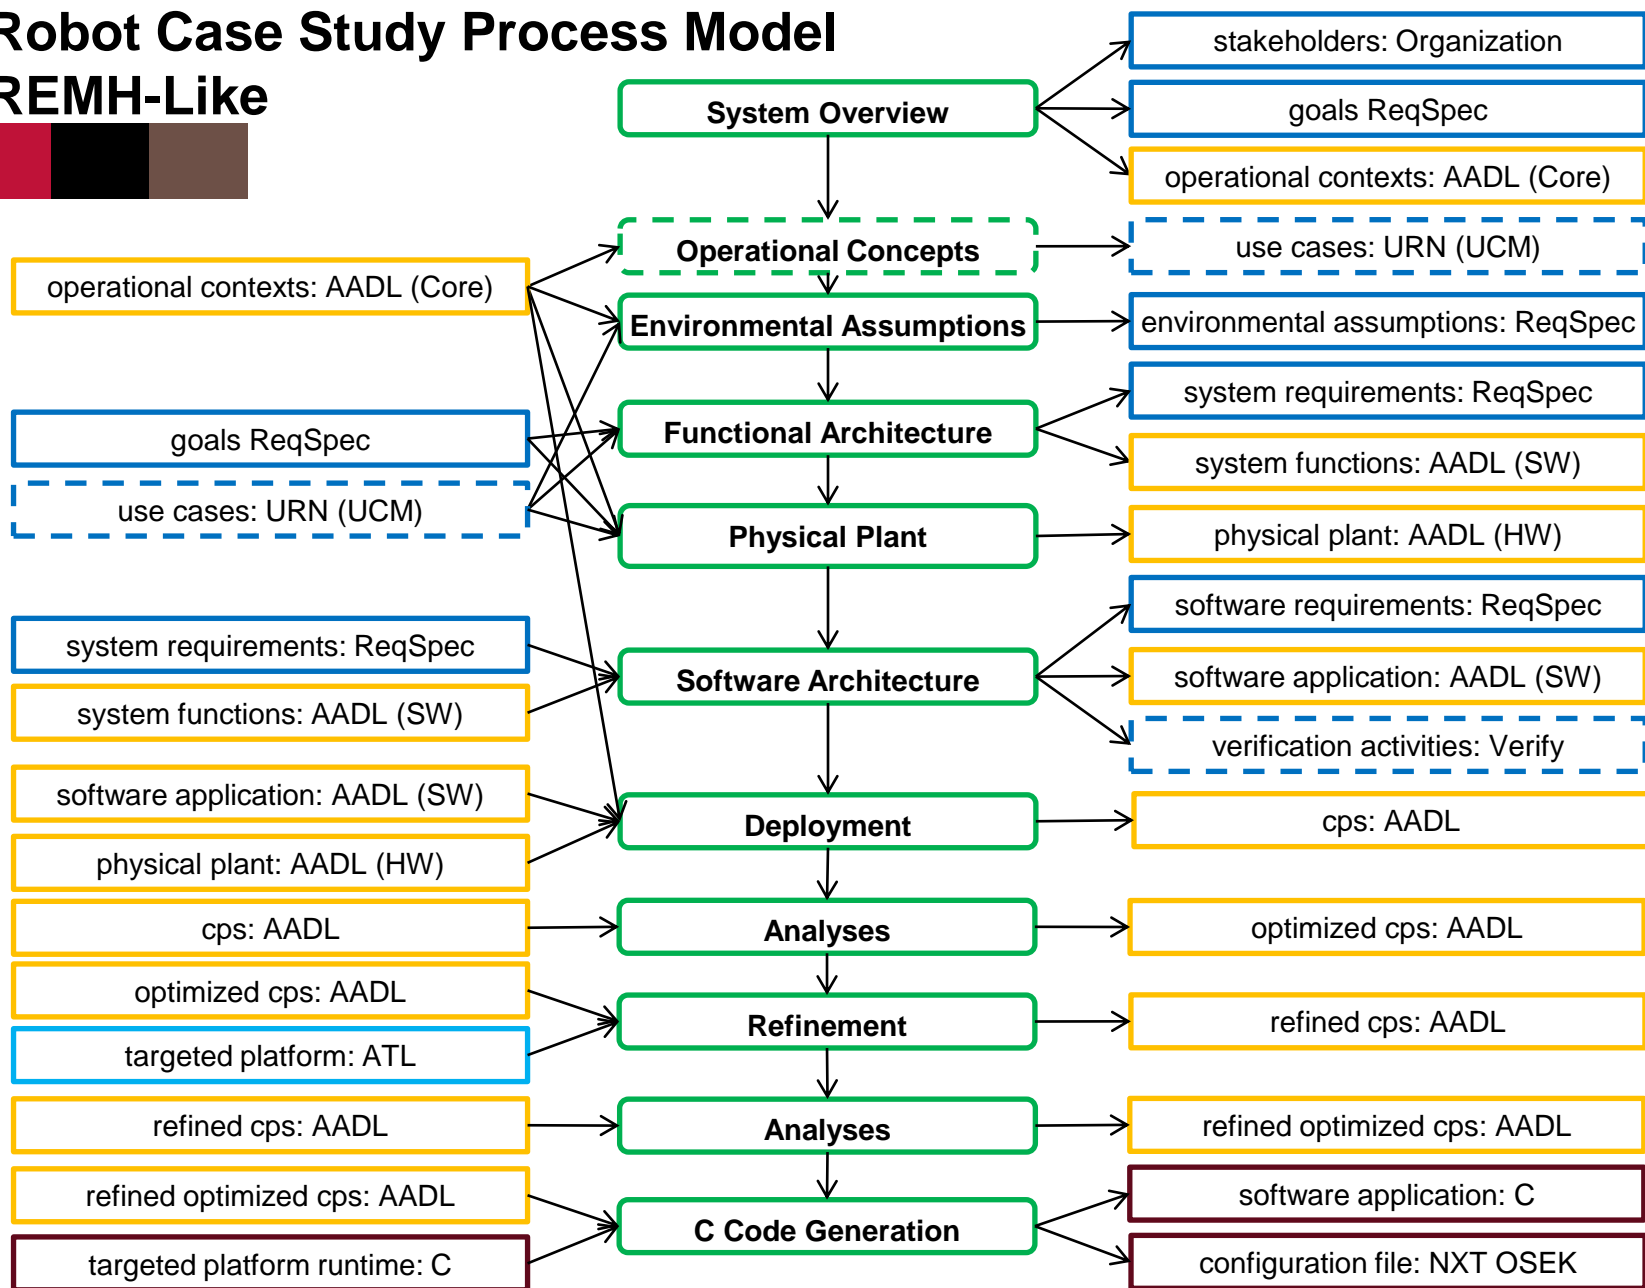 Robot Case Study Process Model
REMH-Like
stakeholders: Organization
System Overview
goals ReqSpec
operational contexts: AADL (Core)
Operational Concepts
use cases: URN (UCM)
operational contexts: AADL (Core)
Environmental Assumptions
environmental assumptions: ReqSpec
system requirements: ReqSpec
goals ReqSpec
Functional Architecture
system functions: AADL (SW)
use cases: URN (UCM)
Physical Plant
physical plant: AADL (HW)
software requirements: ReqSpec
system requirements: ReqSpec
Software Architecture
software application: AADL (SW)
system functions: AADL (SW)
verification activities: Verify
software application: AADL (SW)
Deployment
cps: AADL
physical plant: AADL (HW)
cps: AADL
Analyses
optimized cps: AADL
optimized cps: AADL
Refinement
refined cps: AADL
targeted platform: ATL
refined cps: AADL
Analyses
refined optimized cps: AADL
refined optimized cps: AADL
software application: C
C Code Generation
targeted platform runtime: C
configuration file: NXT OSEK